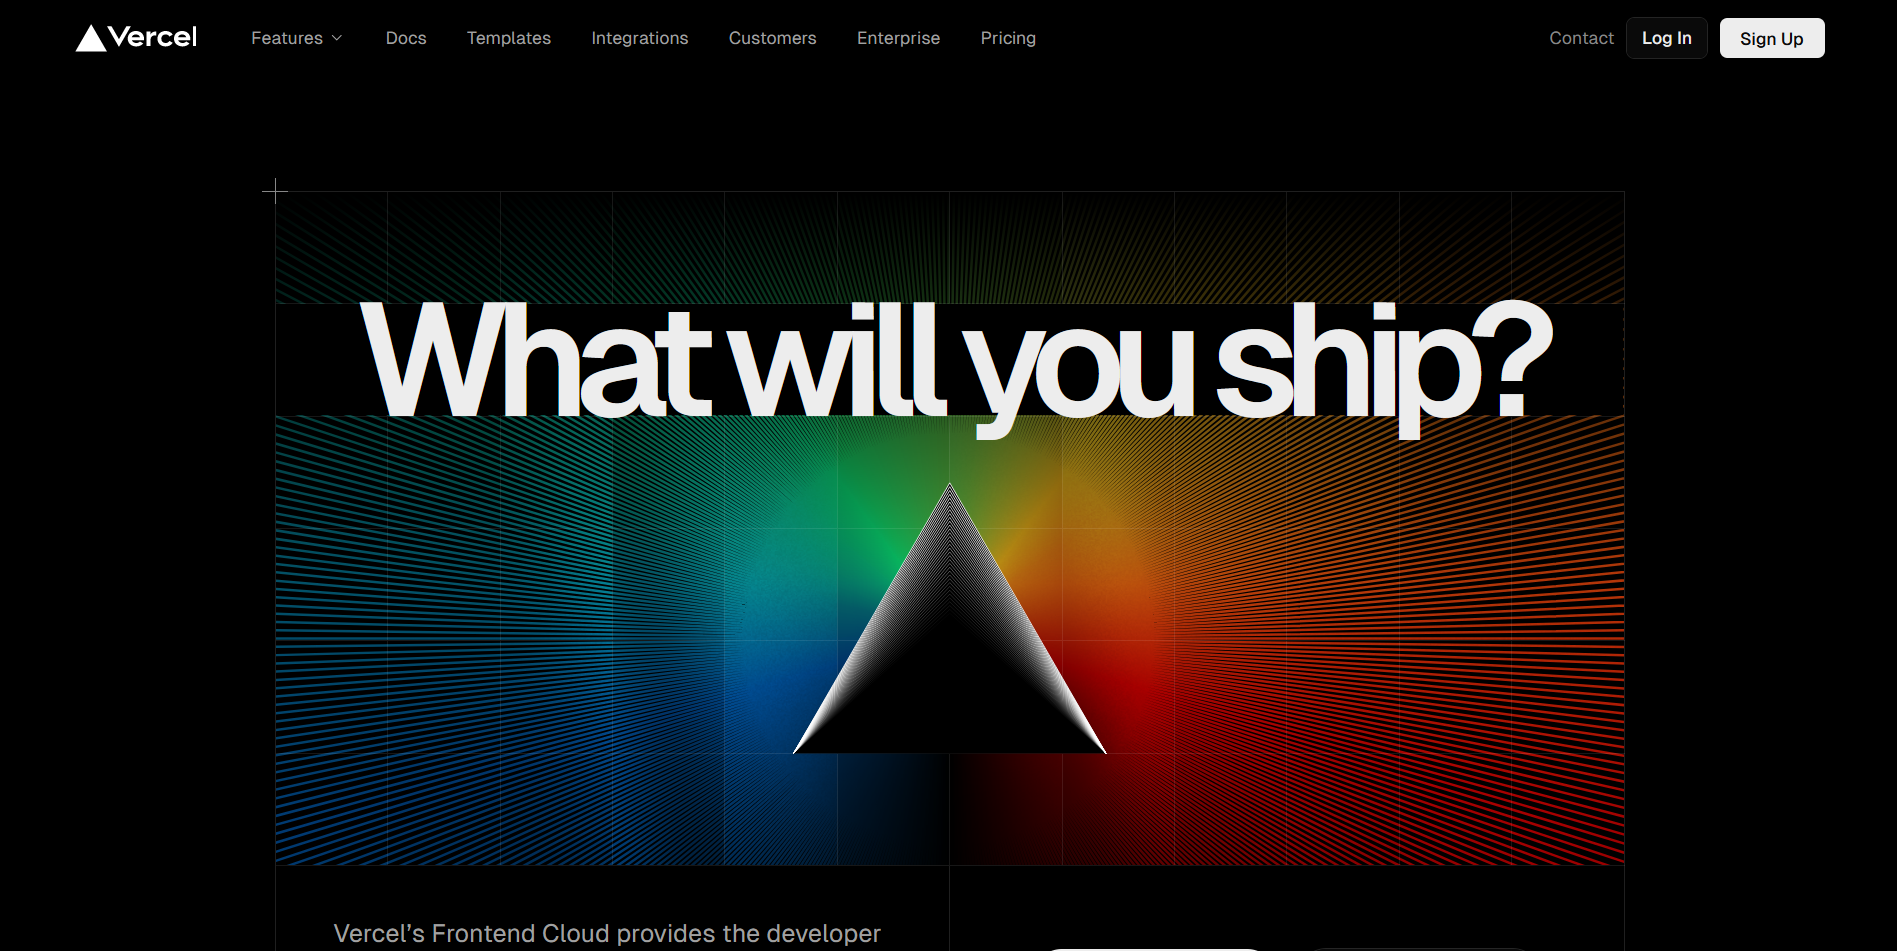 Vercel
Features
Docs
Templates
Integrations
Customers
Enterprise
Pricing
Contact
Log In
Sign Up
What will you ship?
Vercel’s Frontend Cloud provides the developer